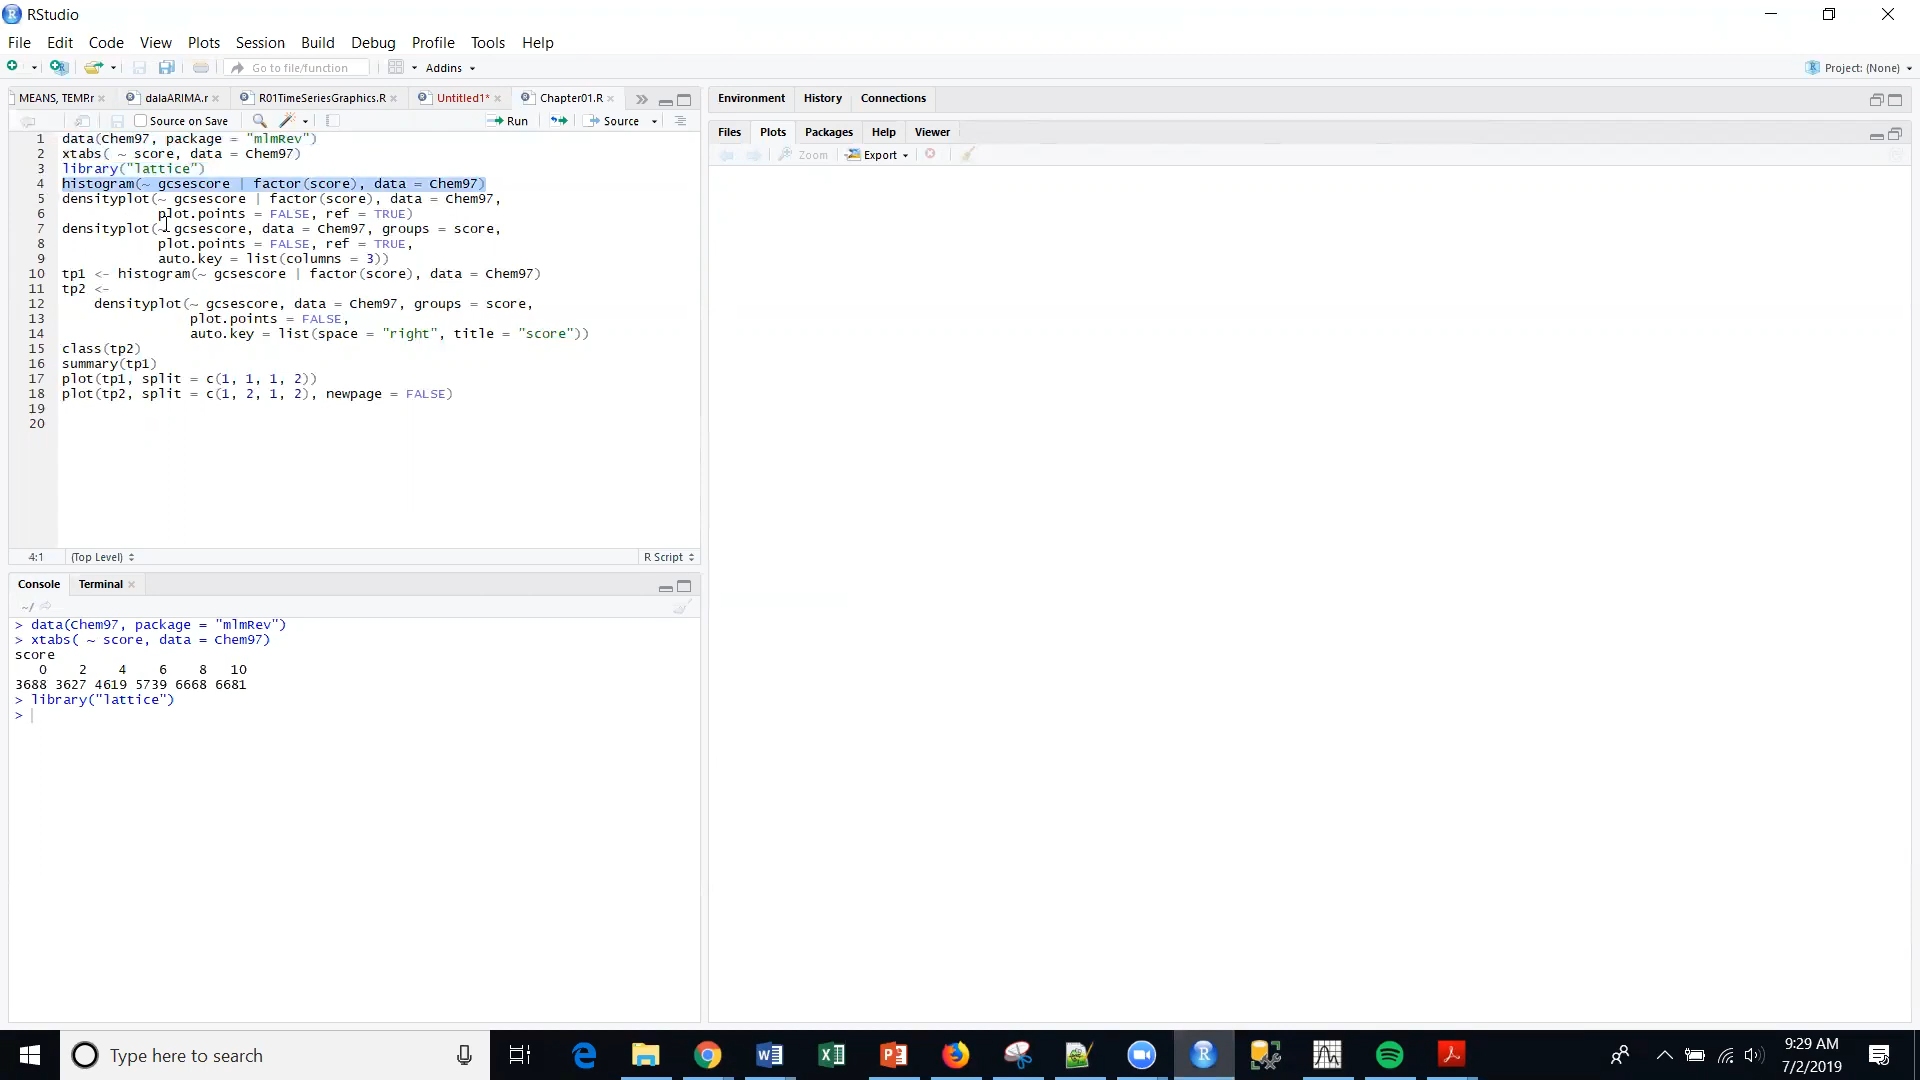 RStudio
File Edit Code View Plots Session Build Debug Profile Tools Help
Go to file/function Addins Project: (None)
MEANS, TEMP.r dalaARIMA.r R01TimeSeriesGraphics.R Untitled1* Chapter01.R
Source on Save Run Source
1 data(Chem97, package = "mlmRev")
2 xtabs( ~ score, data = Chem97)
3 library("lattice")
4 histogram(~ gcsescore | factor(score), data = Chem97)
5 densityplot(~ gcsescore | factor(score), data = Chem97,
6 plot.points = FALSE, ref = TRUE)
7 densityplot(~ gcsescore, data = Chem97, groups = score,
8 plot.points = FALSE, ref = TRUE,
9 auto.key = list(columns = 3))
10 tp1 <- histogram(~ gcsescore | factor(score), data = Chem97)
11 tp2 <-
12 densityplot(~ gcsescore, data = Chem97, groups = score,
13 plot.points = FALSE,
14 auto.key = list(space = "right", title = "score"))
15 class(tp2)
16 summary(tp1)
17 plot(tp1, split = c(1, 1, 1, 2))
18 plot(tp2, split = c(1, 2, 1, 2), newpage = FALSE)
19
20
4:1 (Top Level) R Script
Console Terminal
~/
> data(Chem97, package = "mlmRev")
> xtabs( ~ score, data = Chem97)
score
0 2 4 6 8 10
3688 3627 4619 5739 6668 6681
> library("lattice")
>
Environment History Connections
Files Plots Packages Help Viewer
Zoom Export
Type here to search
9:29 AM
7/2/2019